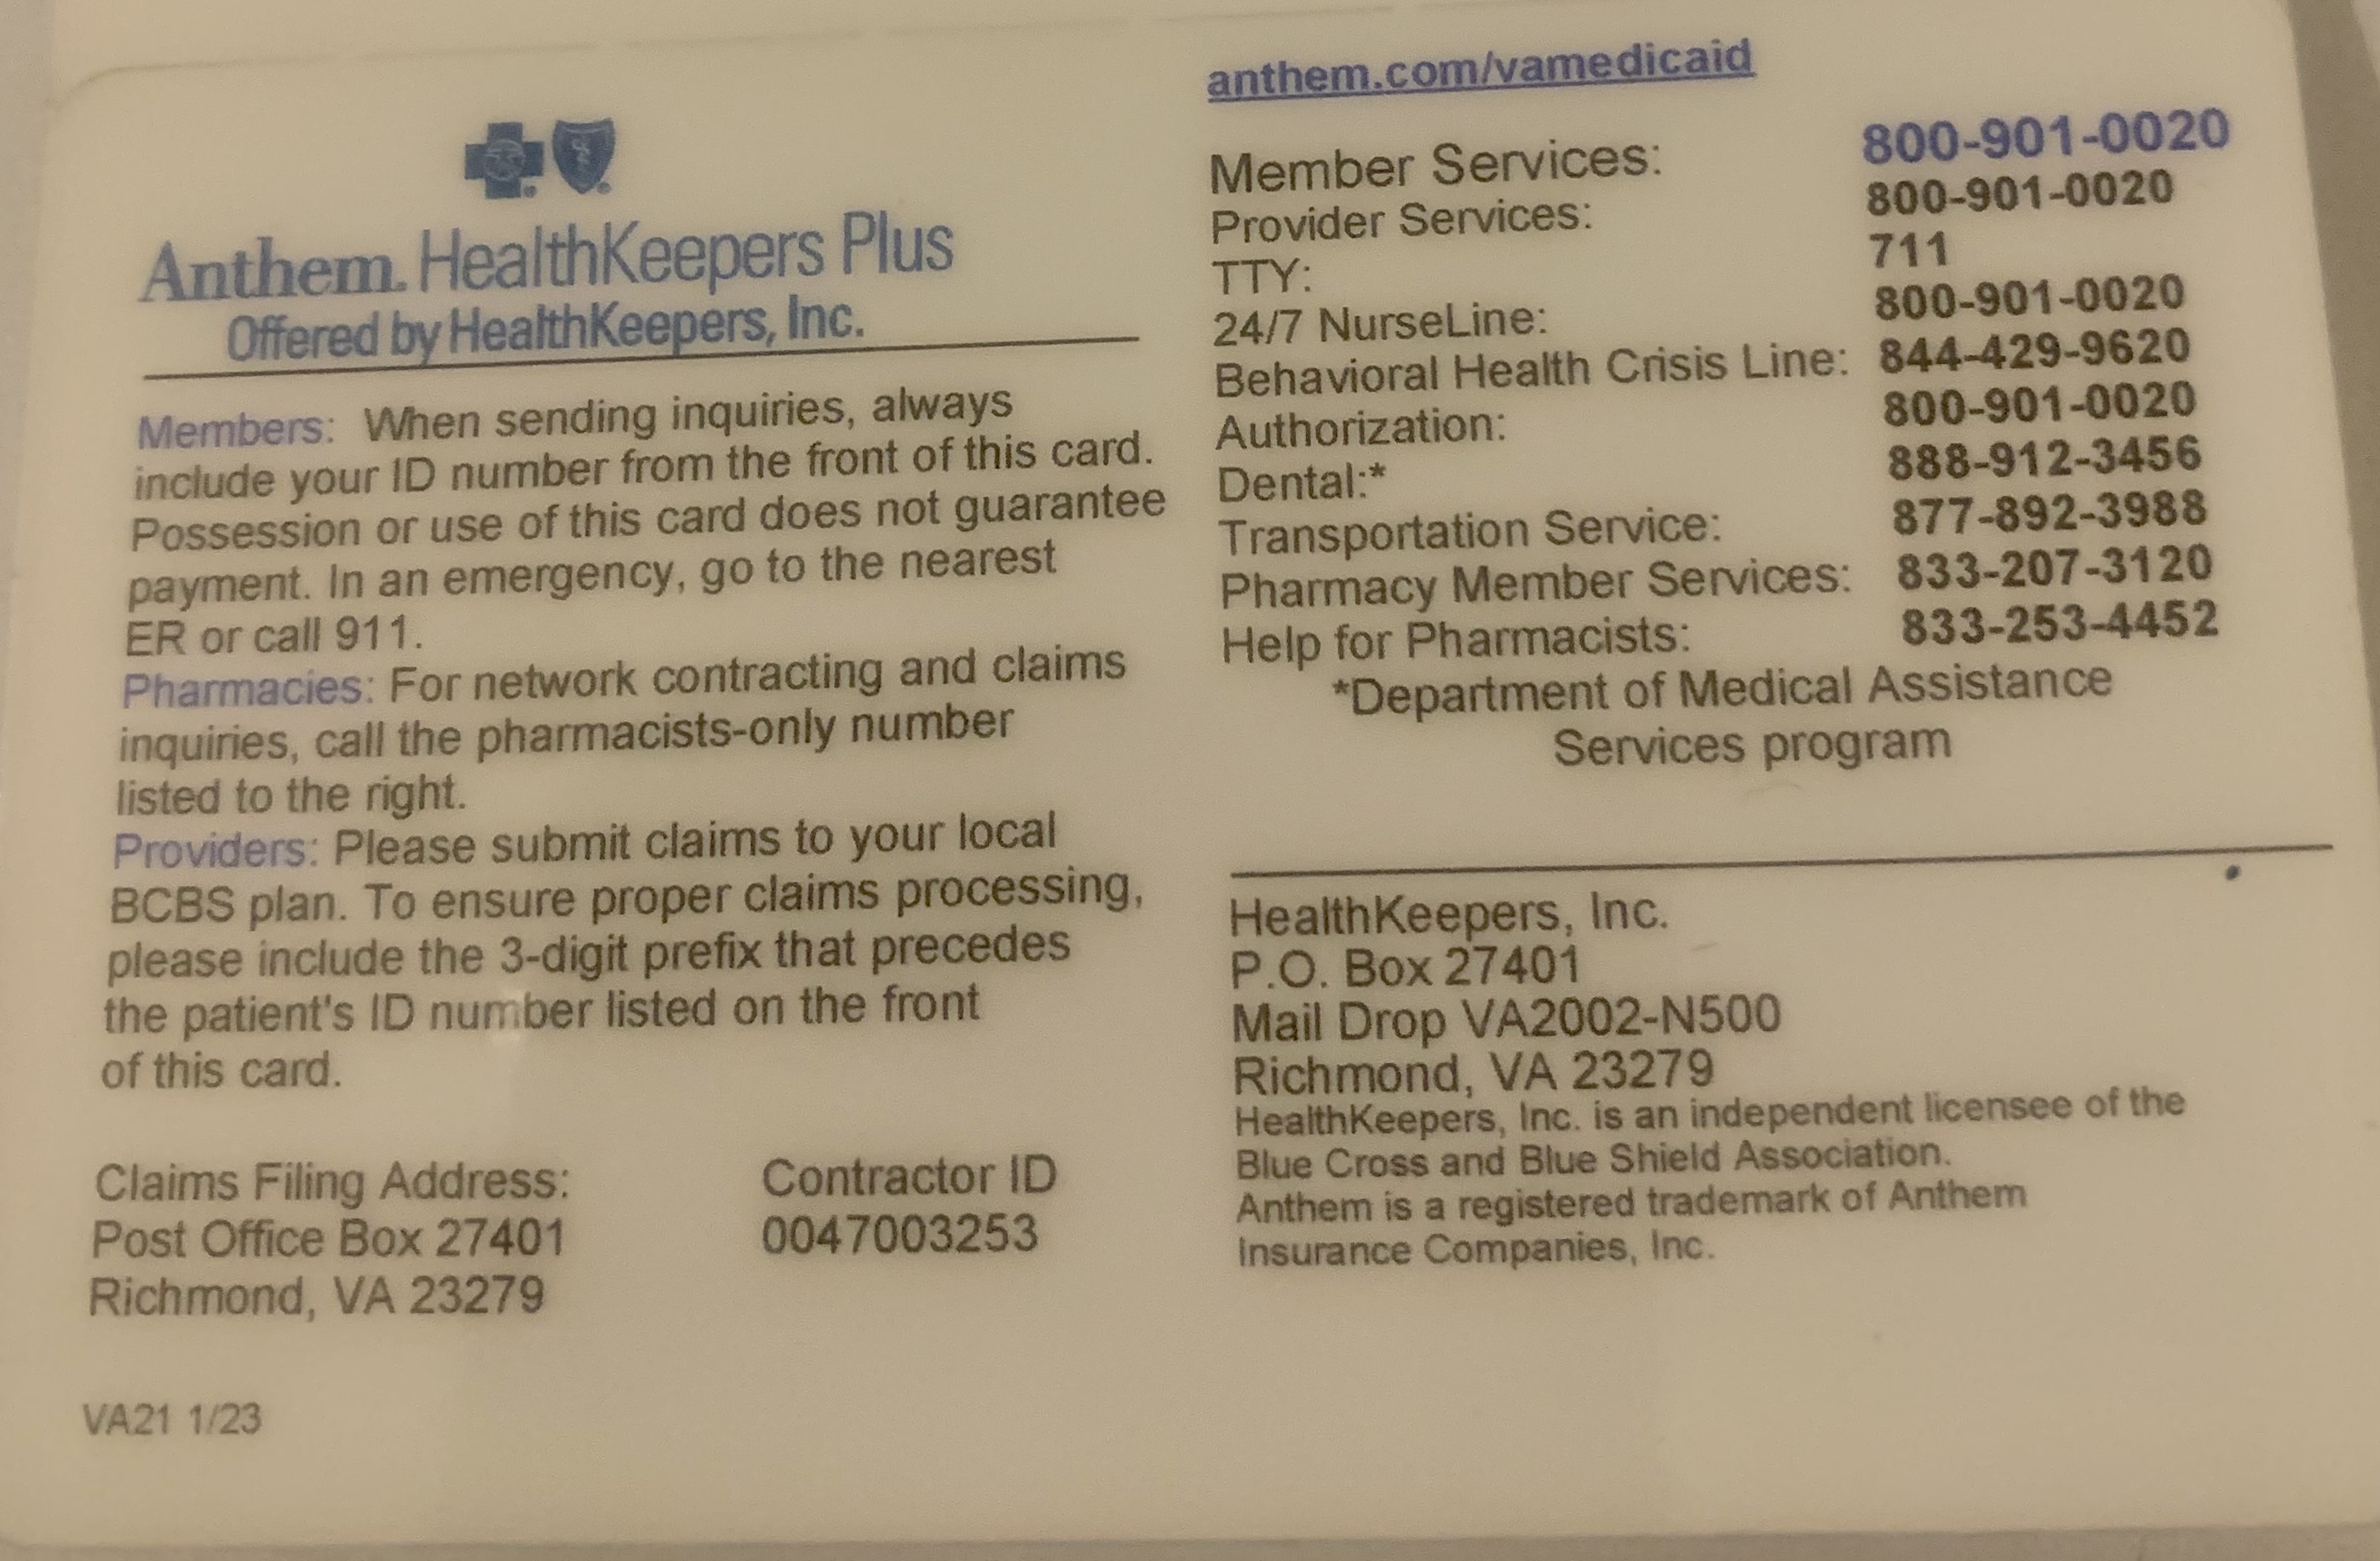 Anthem. HealthKeepers Plus
Offered by HealthKeepers, Inc.
Members: When sending inquiries, always
include your ID number from the front of this card.
Possession or use of this card does not guarantee
payment. In an emergency, go to the nearest
ER or call 911.
Pharmacies: For network contracting and claims
inquiries, call the pharmacists-only number
listed to the right.
Providers: Please submit claims to your local
BCBS plan. To ensure proper claims processing,
please include the 3-digit prefix that precedes
the patient's ID number listed on the front
of this card.
Claims Filing Address:
Post Office Box 27401
Richmond, VA 23279
Contractor ID
0047003253
VA21 1/23
anthem.com/vamedicaid
Member Services: 800-901-0020
Provider Services: 800-901-0020
TTY: 711
24/7 NurseLine: 800-901-0020
Behavioral Health Crisis Line: 844-429-9620
Authorization: 800-901-0020
Dental:* 888-912-3456
Transportation Service: 877-892-3988
Pharmacy Member Services: 833-207-3120
Help for Pharmacists: 833-253-4452
*Department of Medical Assistance
Services program
HealthKeepers, Inc.
P.O. Box 27401
Mail Drop VA2002-N500
Richmond, VA 23279
HealthKeepers, Inc. is an independent licensee of the
Blue Cross and Blue Shield Association.
Anthem is a registered trademark of Anthem
Insurance Companies, Inc.